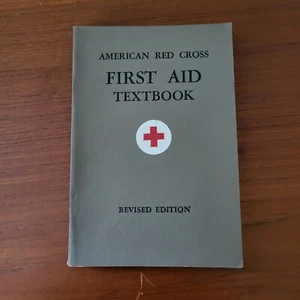 AMERICAN RED CROSS
FIRST AID
TEXTBOOK
REVISED EDITION